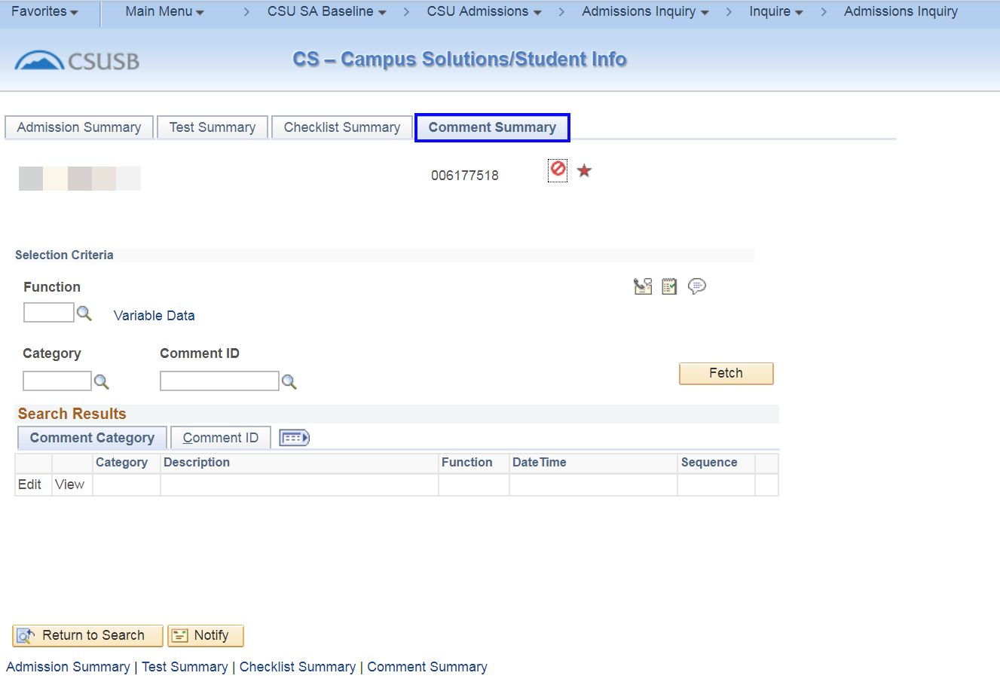 Favorites Main Menu > CSU SA Baseline > CSU Admissions > Admissions Inquiry > Inquire > Admissions Inquiry
CSUSB CS – Campus Solutions/Student Info
Admission Summary Test Summary Checklist Summary Comment Summary
006177518
Selection Criteria
Function
Variable Data
Category Comment ID
Fetch
Search Results
Comment Category Comment ID
Category Description Function DateTime Sequence
Edit View
Return to Search Notify
Admission Summary | Test Summary | Checklist Summary | Comment Summary